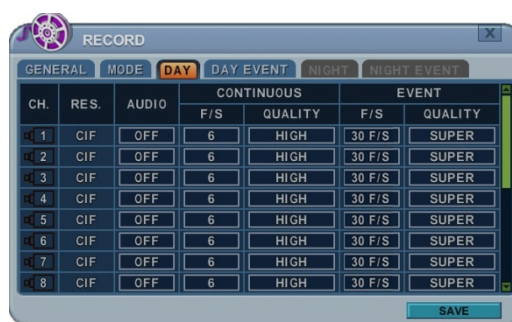 RECORD X
GENERAL MODE DAY DAY EVENT NIGHT NIGHT EVENT
CH. RES. AUDIO CONTINUOUS EVENT
F/S QUALITY F/S QUALITY
1 CIF OFF 6 HIGH 30 F/S SUPER
2 CIF OFF 6 HIGH 30 F/S SUPER
3 CIF OFF 6 HIGH 30 F/S SUPER
4 CIF OFF 6 HIGH 30 F/S SUPER
5 CIF OFF 6 HIGH 30 F/S SUPER
6 CIF OFF 6 HIGH 30 F/S SUPER
7 CIF OFF 6 HIGH 30 F/S SUPER
8 CIF OFF 6 HIGH 30 F/S SUPER
SAVE